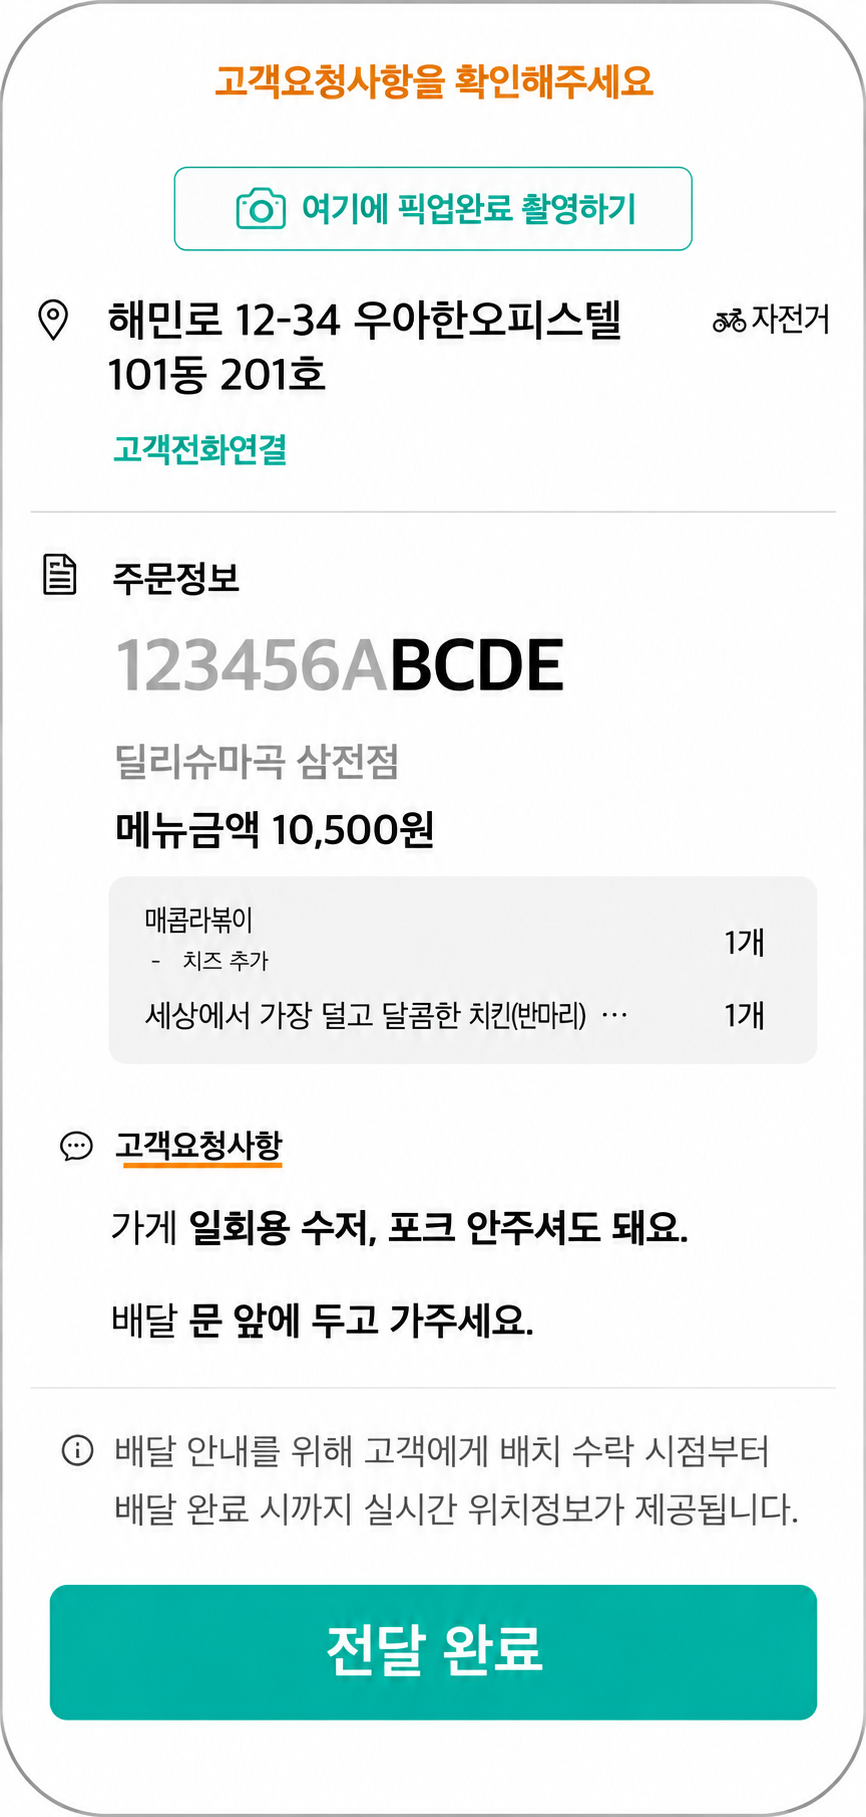 고객요청사항을 확인해주세요
여기에 픽업완료 촬영하기
해민로 12-34 우아한오피스텔
자전거
101동 201호
고객전화연결
주문정보
123456ABCDE
딜리슈마곡 삼전점
메뉴금액 10,500원
매콤라볶이
- 치즈 추가
1개
세상에서 가장 덜고 달콤한 치킨(반마리) ···
1개
고객요청사항
가게 일회용 수저, 포크 안주셔도 돼요.
배달 문 앞에 두고 가주세요.
배달 안내를 위해 고객에게 배치 수락 시점부터
배달 완료 시까지 실시간 위치정보가 제공됩니다.
전달 완료